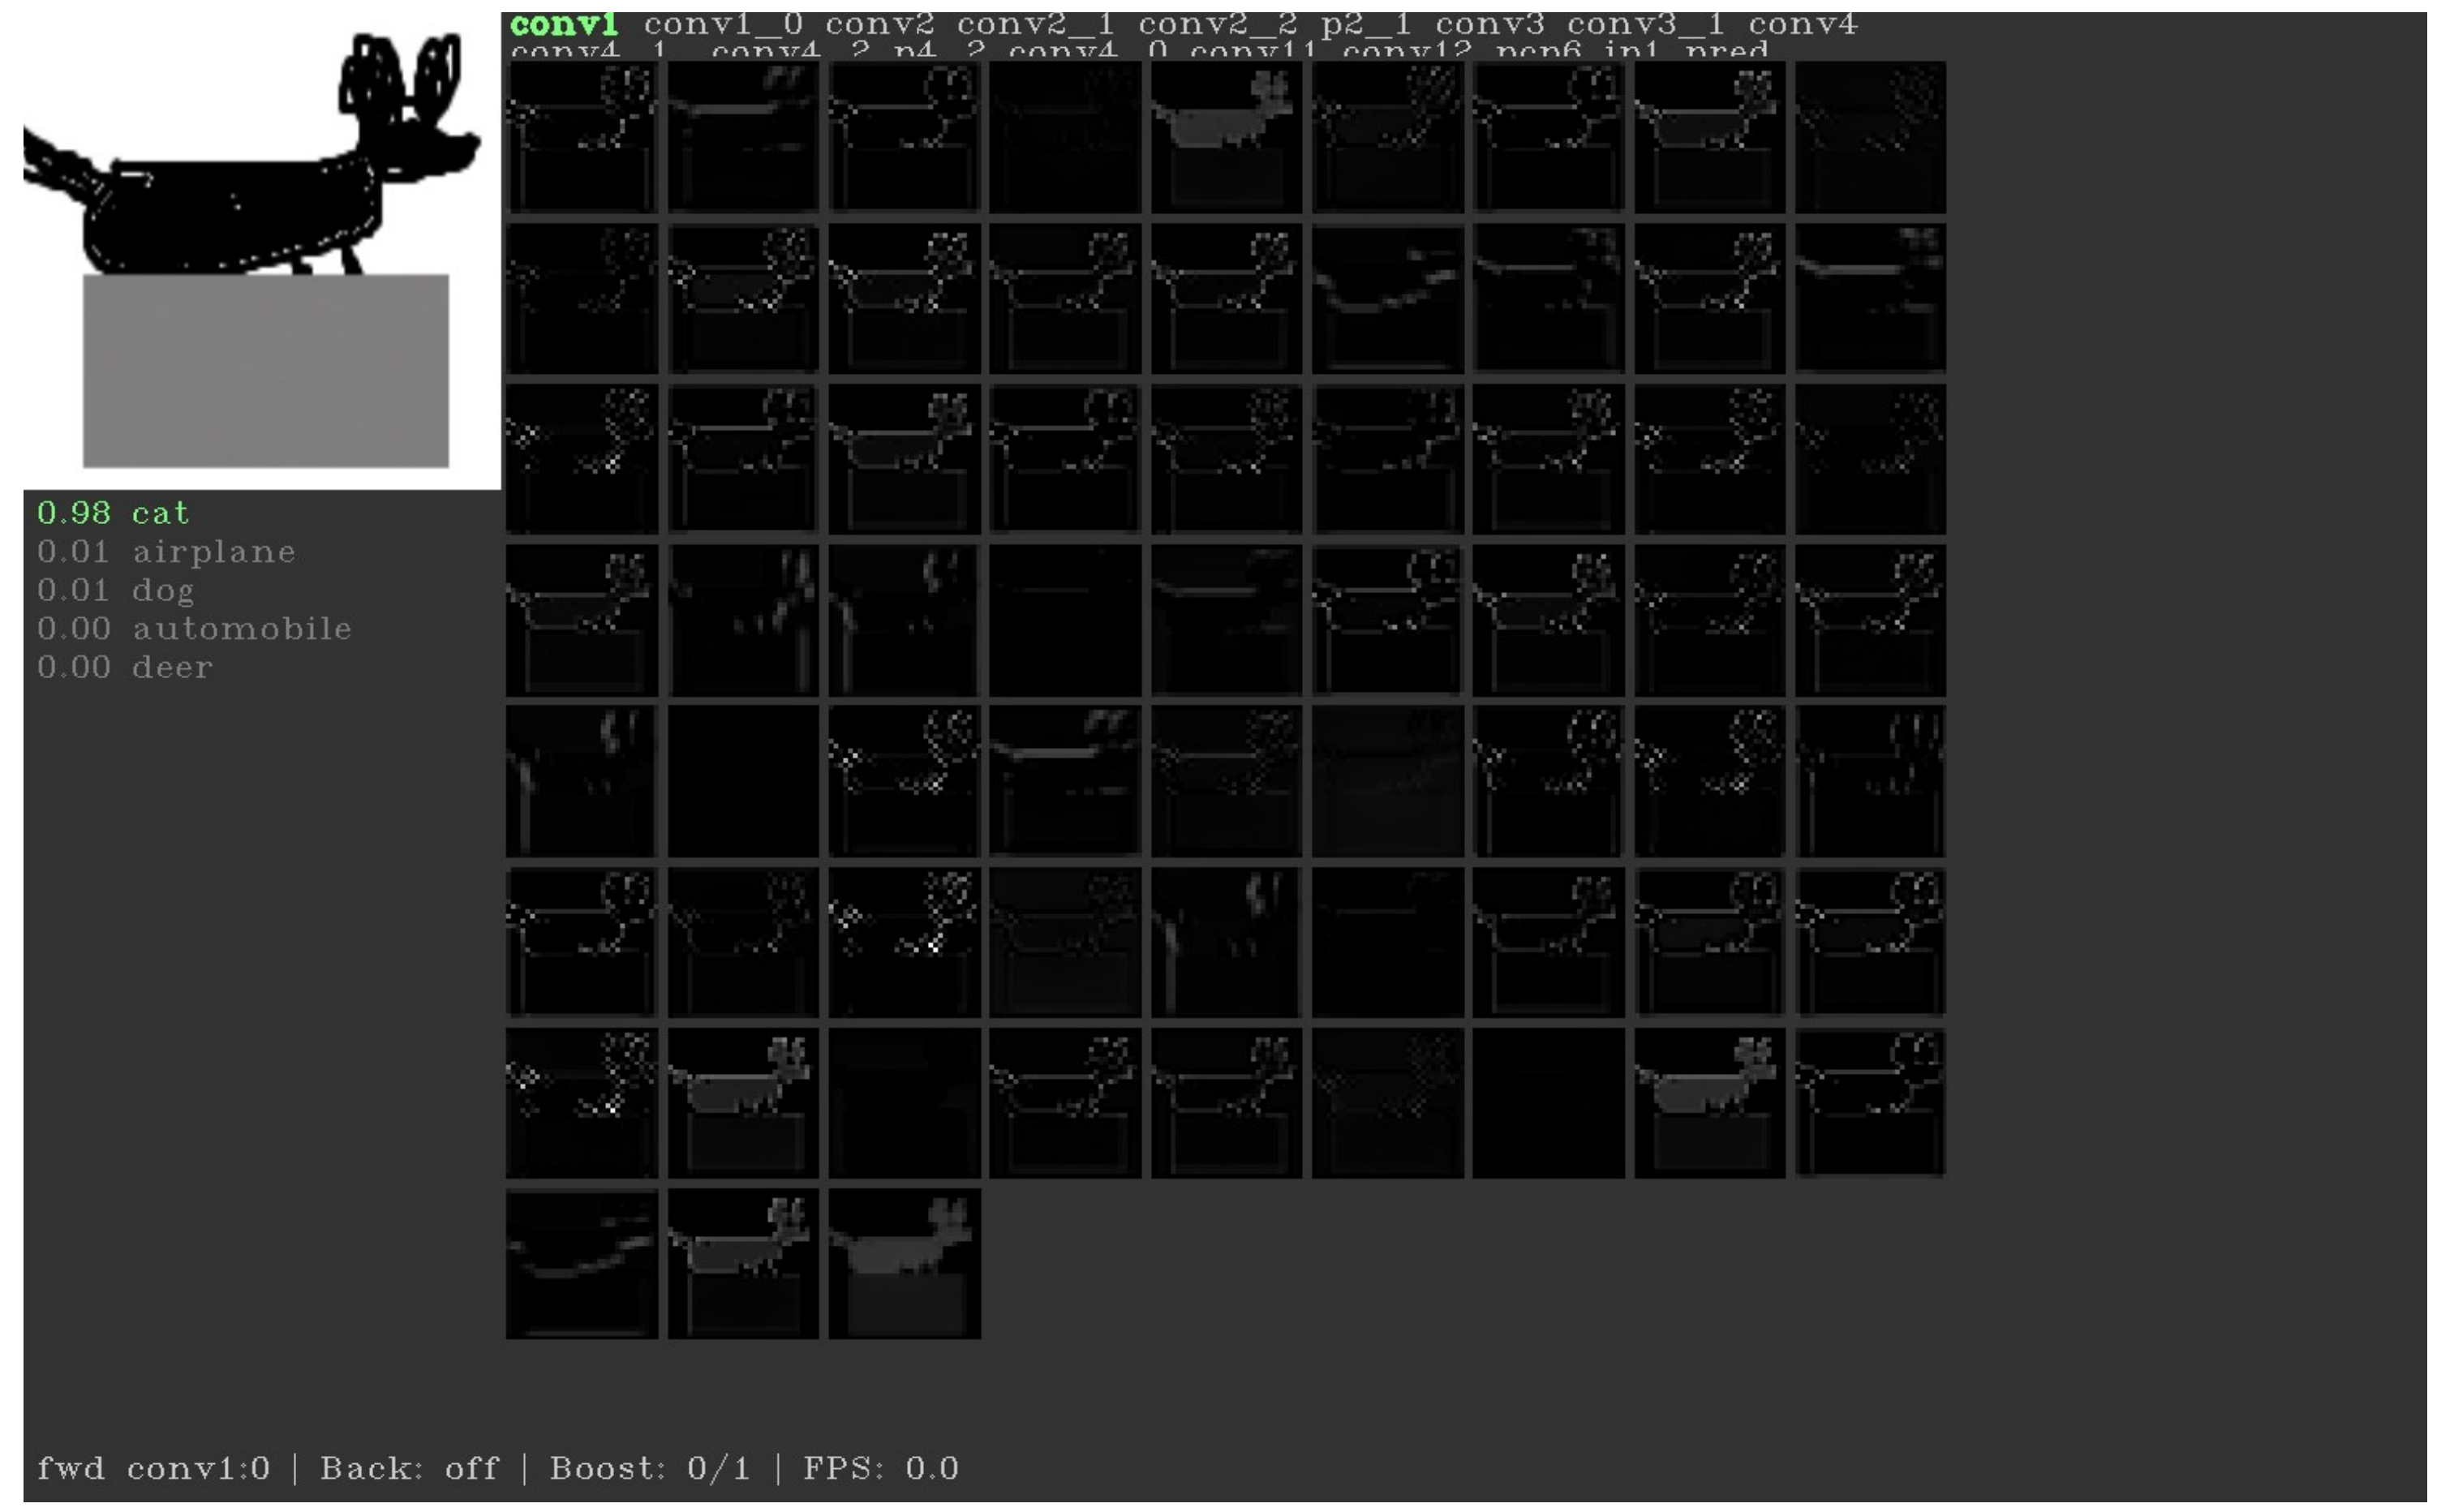 conv1 conv1_0 conv2 conv2_1 conv2_2 p2_1 conv3 conv3_1 conv4
conv4_1 conv4_2 p4_2 conv4_0 conv11 conv12 pcp6 ip1 pred
0.98 cat
0.01 airplane
0.01 dog
0.00 automobile
0.00 deer
fwd conv1:0 | Back: off | Boost: 0/1 | FPS: 0.0